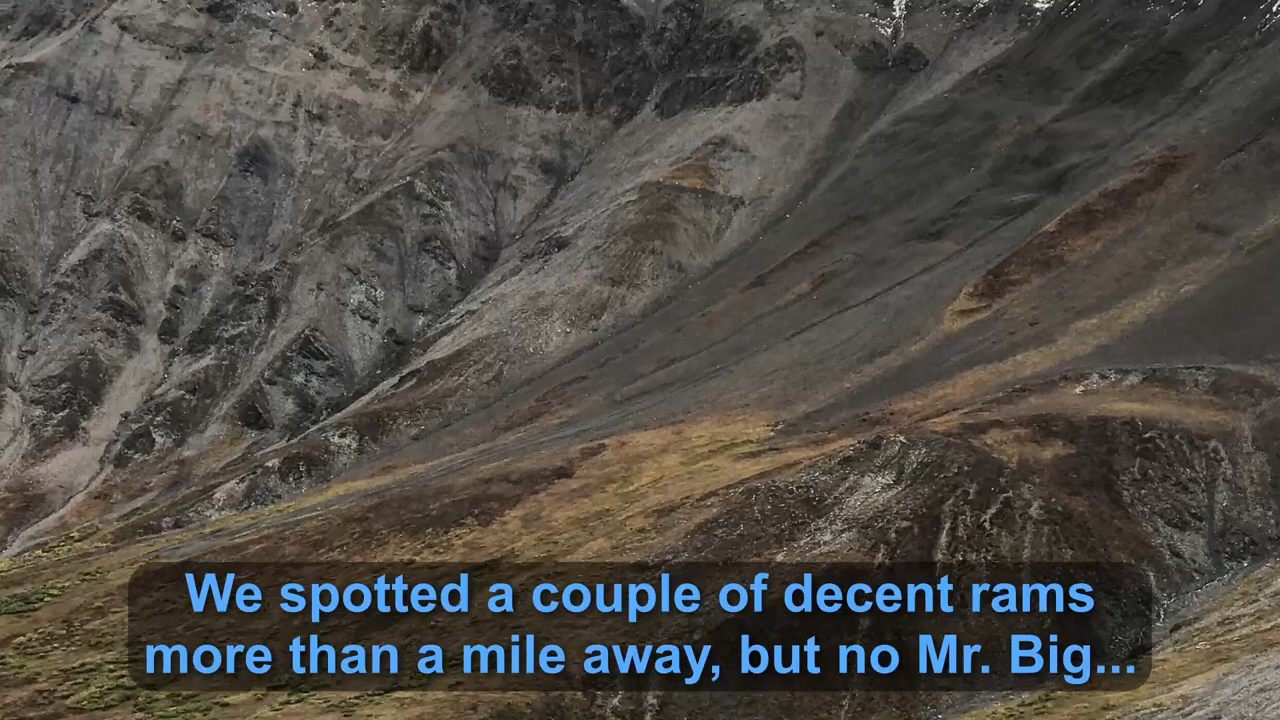 We spotted a couple of decent rams
more than a mile away, but no Mr. Big...